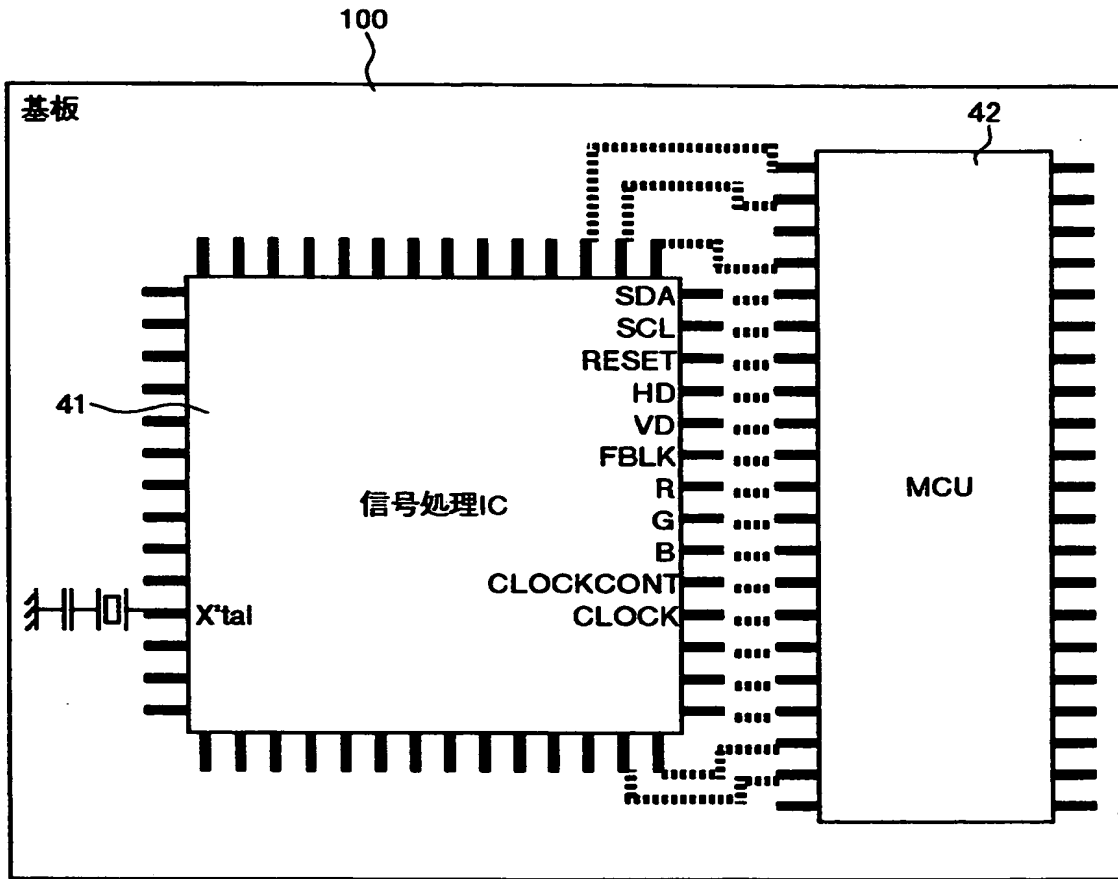 100
基板
42
SDA
SCL
RESET
HD
41
VD
FBLK
R
MCU
信号処理IC
G
B
CLOCKCONT
X'tal
CLOCK